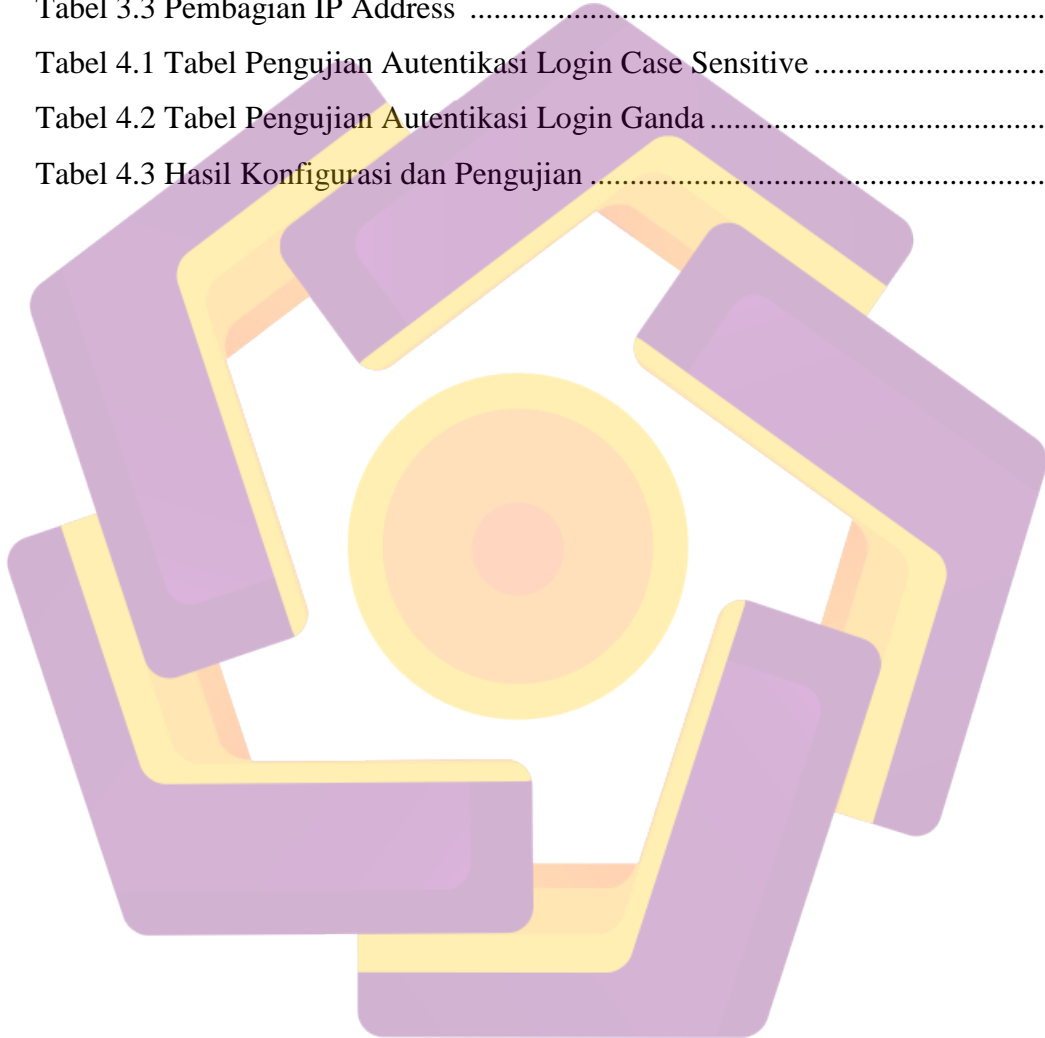 Tabel 3.3 Pembagian IP Address ................................................................
Tabel 4.1 Tabel Pengujian Autentikasi Login Case Sensitive .............................
Tabel 4.2 Tabel Pengujian Autentikasi Login Ganda ..........................................
Tabel 4.3 Hasil Konfigurasi dan Pengujian .........................................................